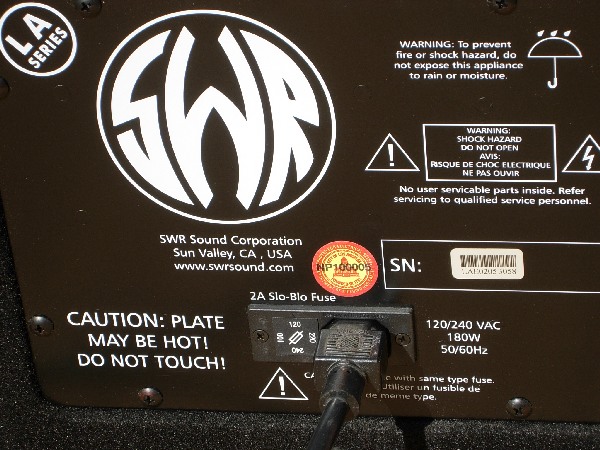 LA
SERIES
SWR
WARNING: To prevent
fire or shock hazard, do
not expose this appliance
to rain or moisture.
WARNING:
SHOCK HAZARD
DO NOT OPEN
AVIS:
RISQUE DE CHOC ELECTRIQUE
NE PAS OUVIR
No user servicable parts inside. Refer
servicing to qualified service personnel.
SWR Sound Corporation
Sun Valley, CA , USA
www.swrsound.com
NP100005
SN:
2A Slo-Blo Fuse
120
220
240
CAUTION: PLATE
MAY BE HOT!
DO NOT TOUCH!
120/240 VAC
180W
50/60Hz
e with same type fuse.
Utiliser un fusible de
de meme type.